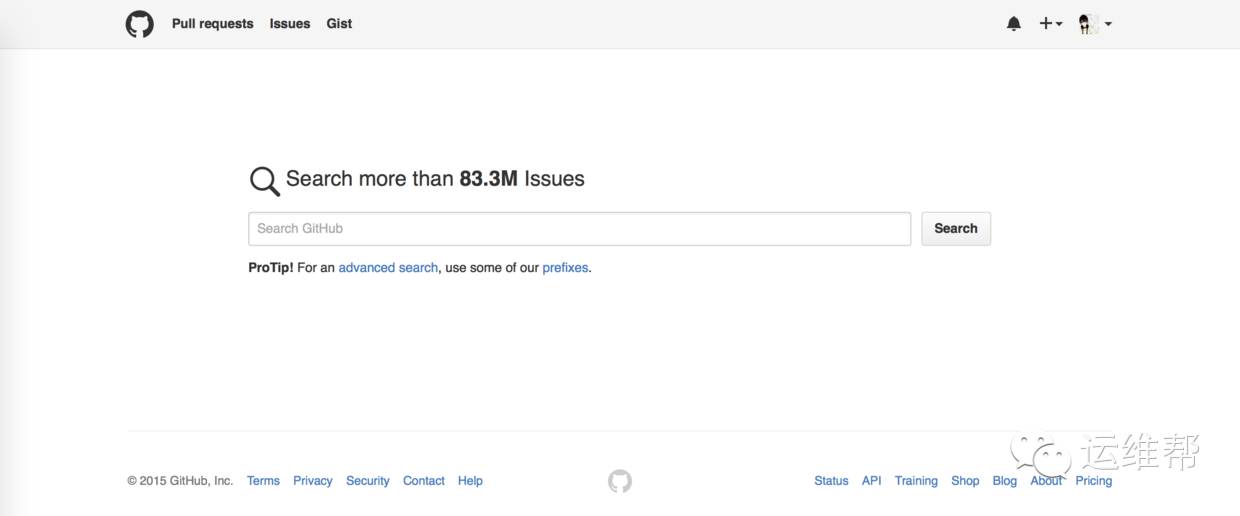 Pull requests Issues Gist
Search more than 83.3M Issues
Search GitHub Search
ProTip! For an advanced search, use some of our prefixes.
© 2015 GitHub, Inc. Terms Privacy Security Contact Help Status API Training Shop Blog About Pricing
运维帮